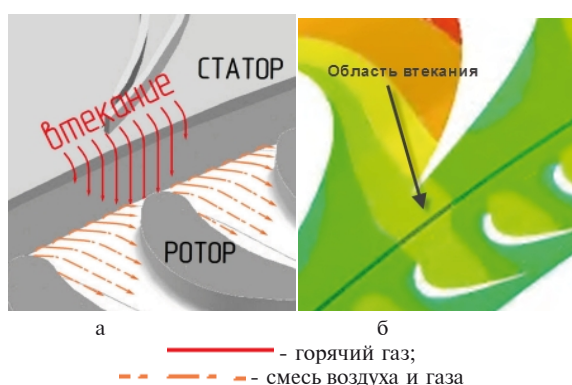 СТАТОР
втекание
РОТОР
Область втекания
а
б
- горячий газ;
- смесь воздуха и газа